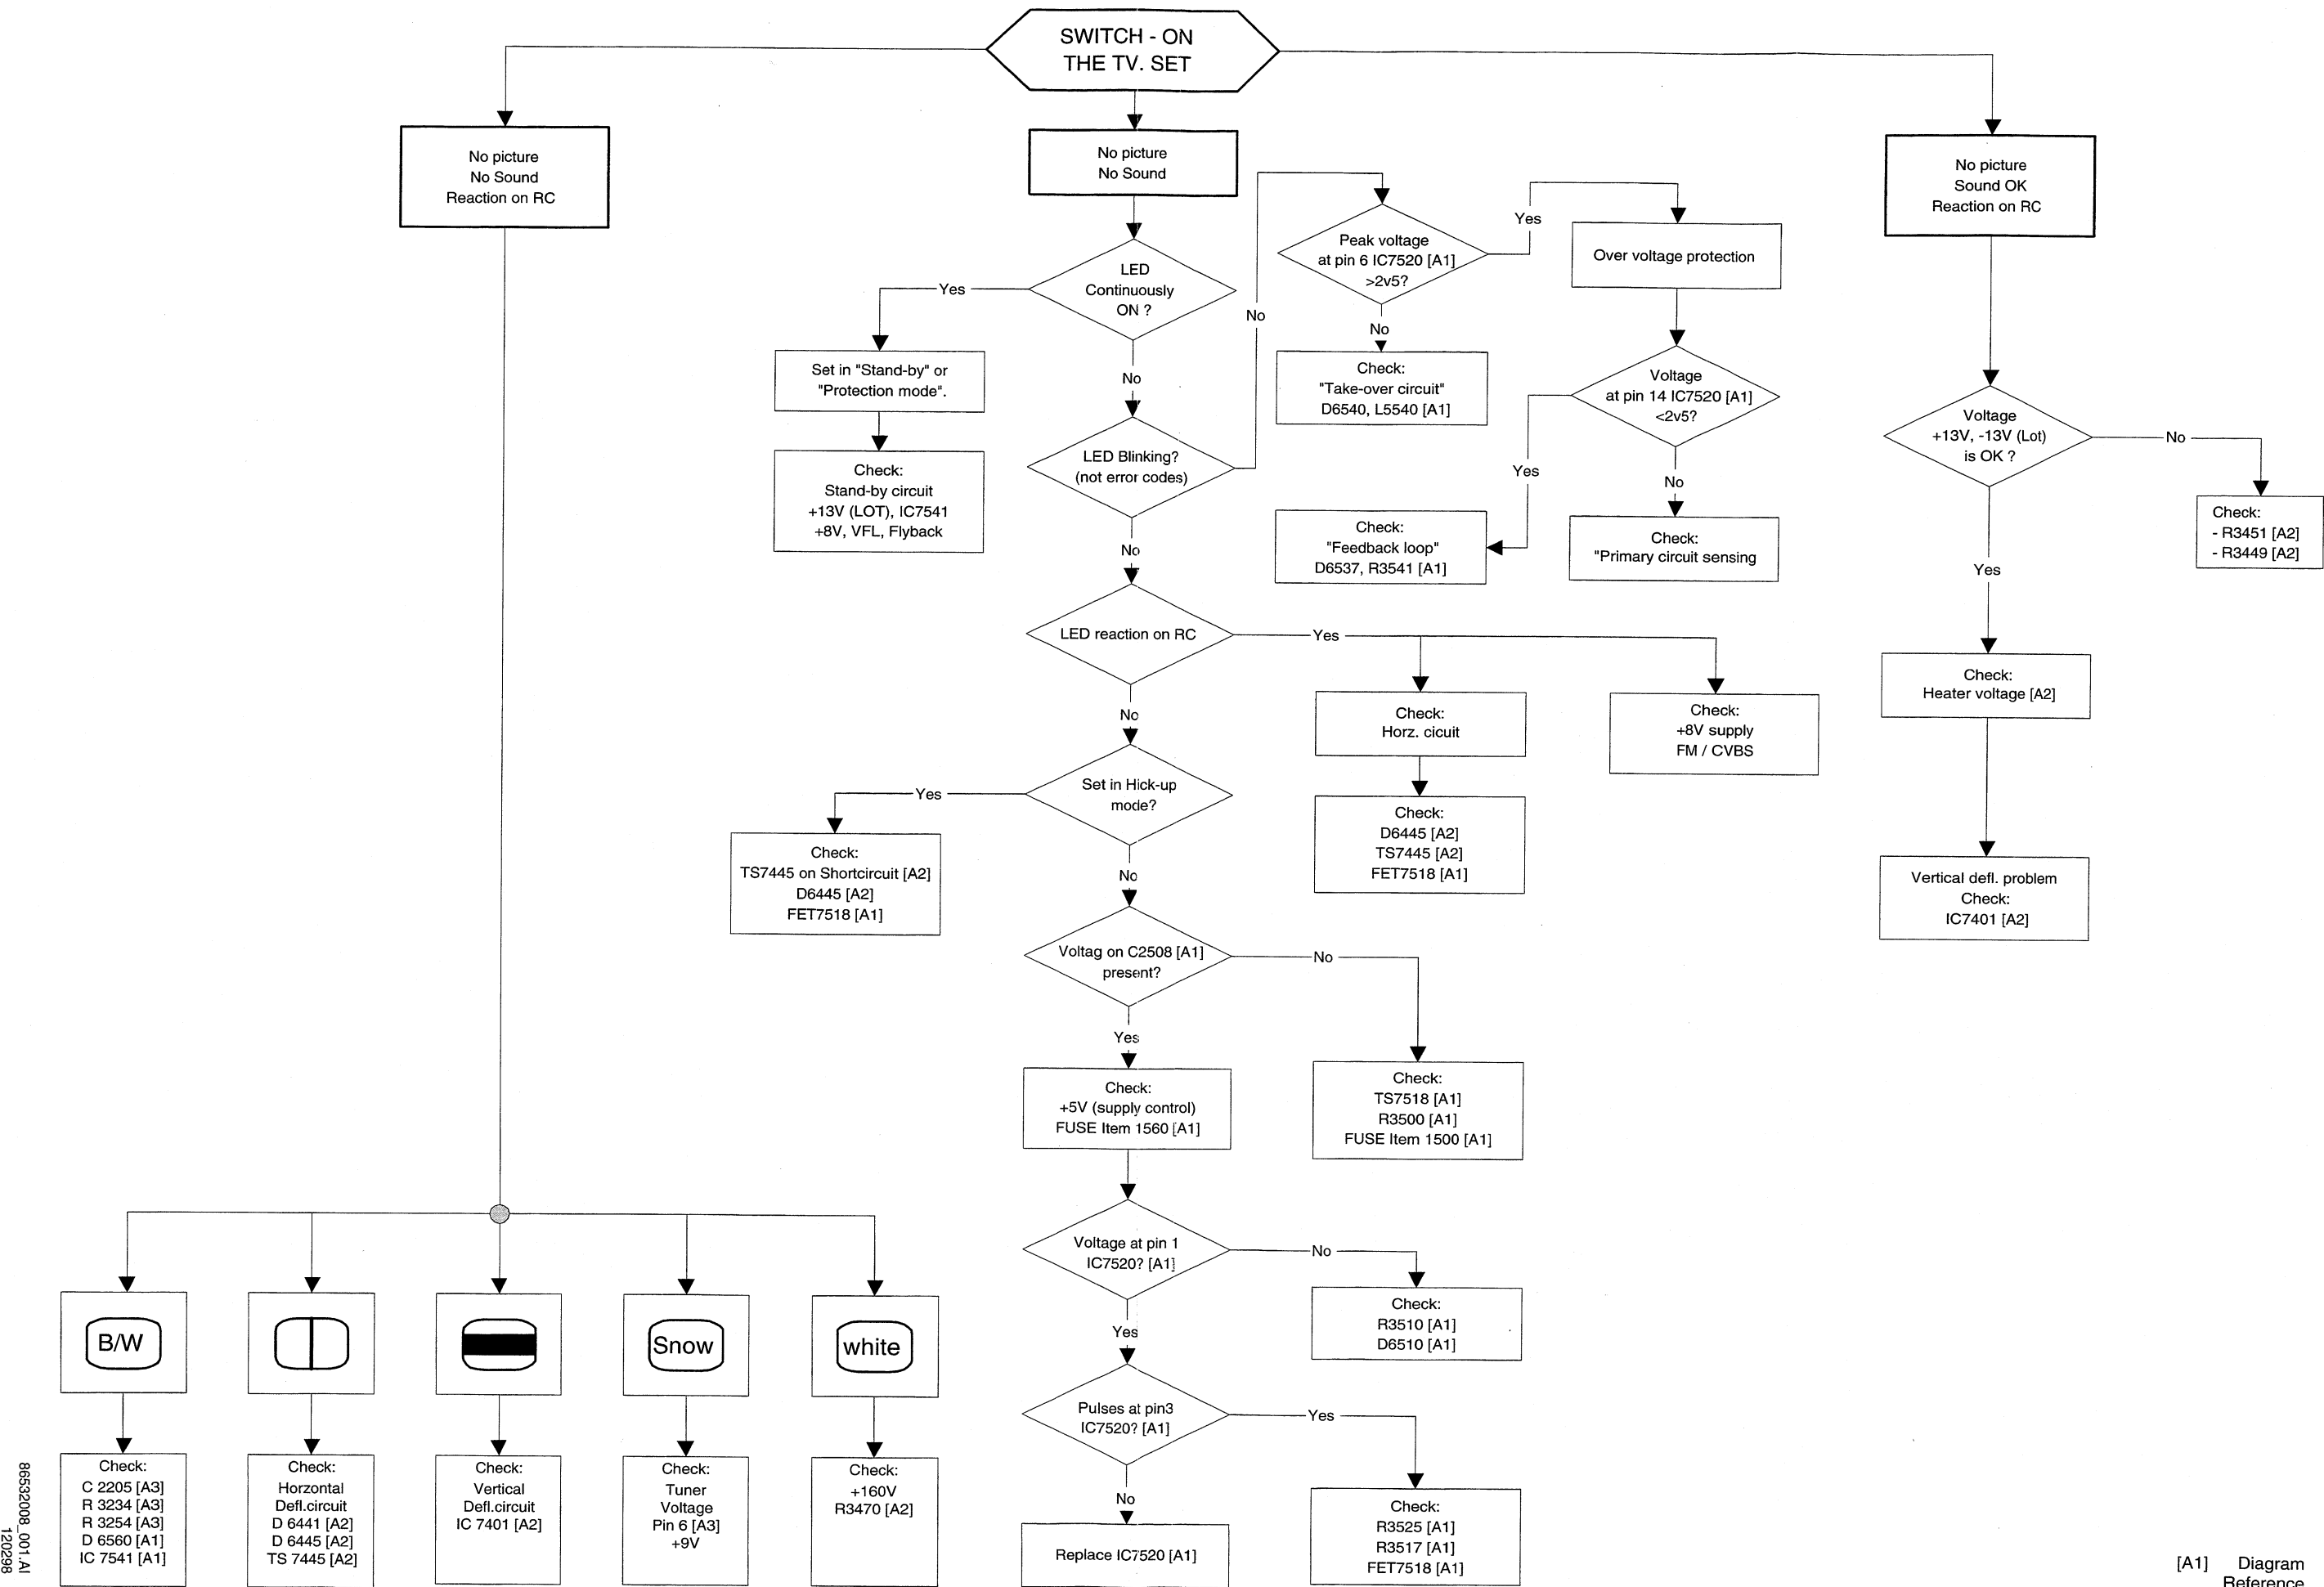 SWITCH - ON
THE TV. SET
No picture
No Sound
Reaction on RC
No picture
No Sound
No picture
Sound OK
Reaction on RC
LED
Continuously
ON ?
Yes
No
Set in "Stand-by" or
"Protection mode".
Check:
Stand-by circuit
+13V (LOT), IC7541
+8V, VFL, Flyback
LED Blinking?
(not error codes)
No
No
Peak voltage
at pin 6 IC7520 [A1]
>2v5?
Yes
No
Check:
"Take-over circuit"
D6540, L5540 [A1]
Over voltage protection
Voltage
at pin 14 IC7520 [A1]
<2v5?
Yes
No
Check:
"Feedback loop"
D6537, R3541 [A1]
Check:
"Primary circuit sensing
Voltage
+13V, -13V (Lot)
is OK ?
No
Check:
- R3451 [A2]
- R3449 [A2]
Yes
Check:
Heater voltage [A2]
Vertical defl. problem
Check:
IC7401 [A2]
LED reaction on RC
Yes
No
Check:
Horz. cicuit
Check:
+8V supply
FM / CVBS
Check:
D6445 [A2]
TS7445 [A2]
FET7518 [A1]
Set in Hick-up
mode?
Yes
No
Check:
TS7445 on Shortcircuit [A2]
D6445 [A2]
FET7518 [A1]
Voltag on C2508 [A1]
present?
No
Yes
Check:
+5V (supply control)
FUSE Item 1560 [A1]
Check:
TS7518 [A1]
R3500 [A1]
FUSE Item 1500 [A1]
Voltage at pin 1
IC7520? [A1]
No
Yes
Check:
R3510 [A1]
D6510 [A1]
Pulses at pin3
IC7520? [A1]
Yes
No
Replace IC7520 [A1]
Check:
R3525 [A1]
R3517 [A1]
FET7518 [A1]
B/W
Snow
white
Check:
C 2205 [A3]
R 3234 [A3]
R 3254 [A3]
D 6560 [A1]
IC 7541 [A1]
Check:
Horzontal
Defl.circuit
D 6441 [A2]
D 6445 [A2]
TS 7445 [A2]
Check:
Vertical
Defl.circuit
IC 7401 [A2]
Check:
Tuner
Voltage
Pin 6 [A3]
+9V
Check:
+160V
R3470 [A2]
86532008_001.AI
120298
[A1] Diagram
Reference